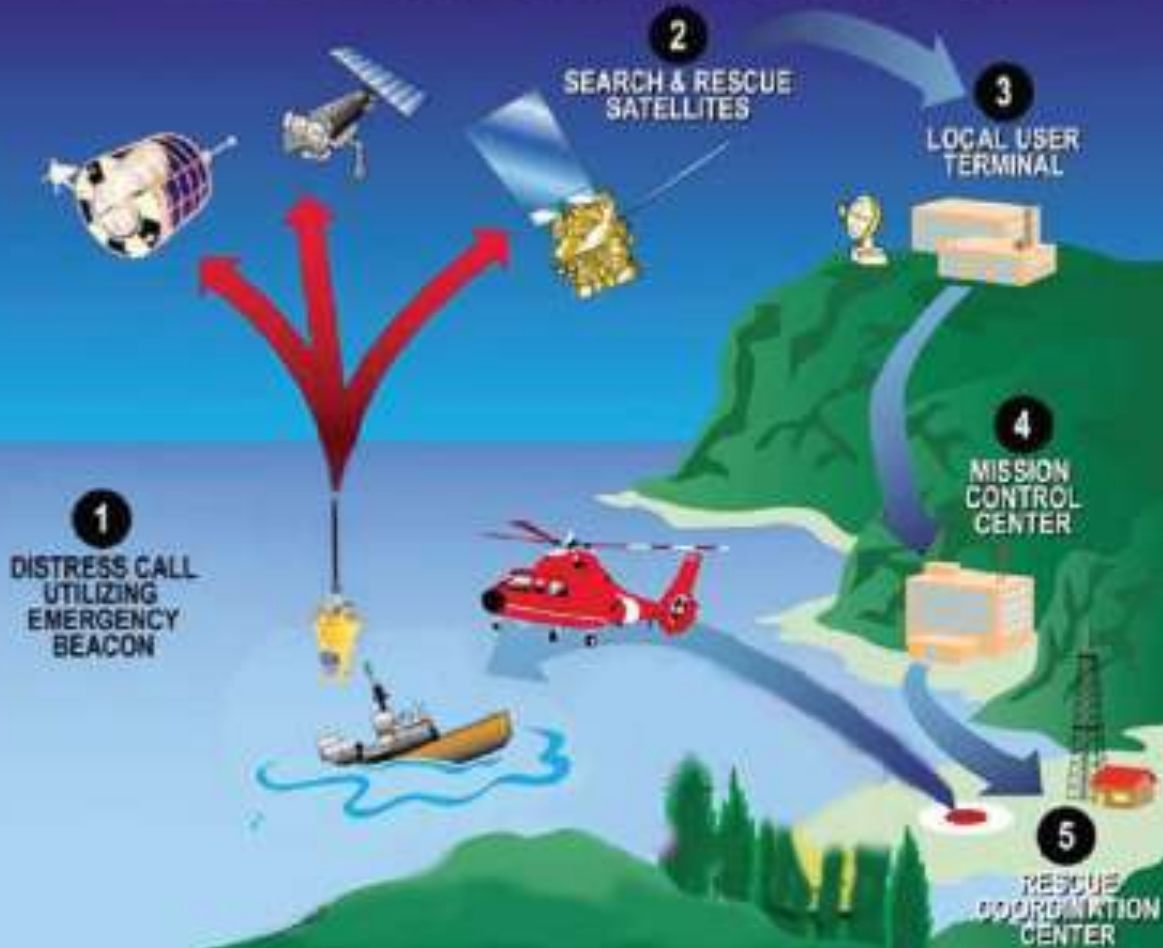 1
DISTRESS CALL
UTILIZING
EMERGENCY
BEACON
2
SEARCH & RESCUE
SATELLITES
3
LOCAL USER
TERMINAL
4
MISSION
CONTROL
CENTER
5
RESCUE
COORDINATION
CENTER